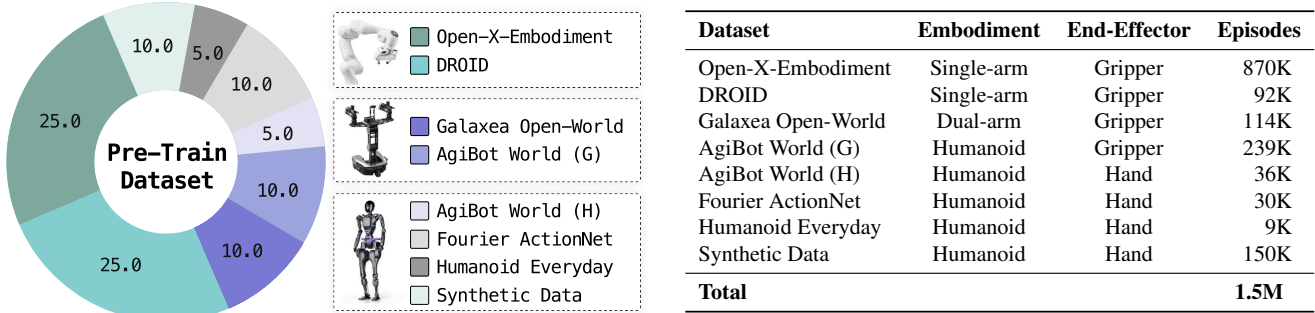 10.0
5.0
10.0
5.0
10.0
10.0
25.0
25.0
Pre-Train
Dataset
Open-X-Embodiment
DROID
Galaxea Open-World
AgiBot World (G)
AgiBot World (H)
Fourier ActionNet
Humanoid Everyday
Synthetic Data
Dataset Embodiment End-Effector Episodes
Open-X-Embodiment Single-arm Gripper 870K
DROID Single-arm Gripper 92K
Galaxea Open-World Dual-arm Gripper 114K
AgiBot World (G) Humanoid Gripper 239K
AgiBot World (H) Humanoid Hand 36K
Fourier ActionNet Humanoid Hand 30K
Humanoid Everyday Humanoid Hand 9K
Synthetic Data Humanoid Hand 150K
Total 1.5M